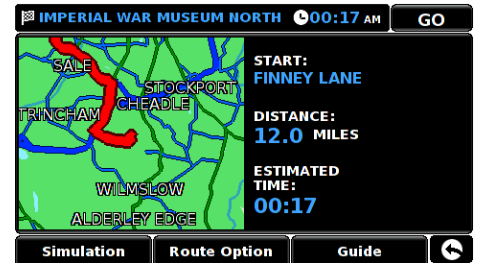 IMPERIAL WAR MUSEUM NORTH 00:17 AM GO
SALE
STOCKPORT
CHEADLE
TRINCHAM
WILMSLOW
ALDERLEY EDGE
START:
FINNEY LANE
DISTANCE:
12.0 MILES
ESTIMATED
TIME:
00:17
Simulation Route Option Guide